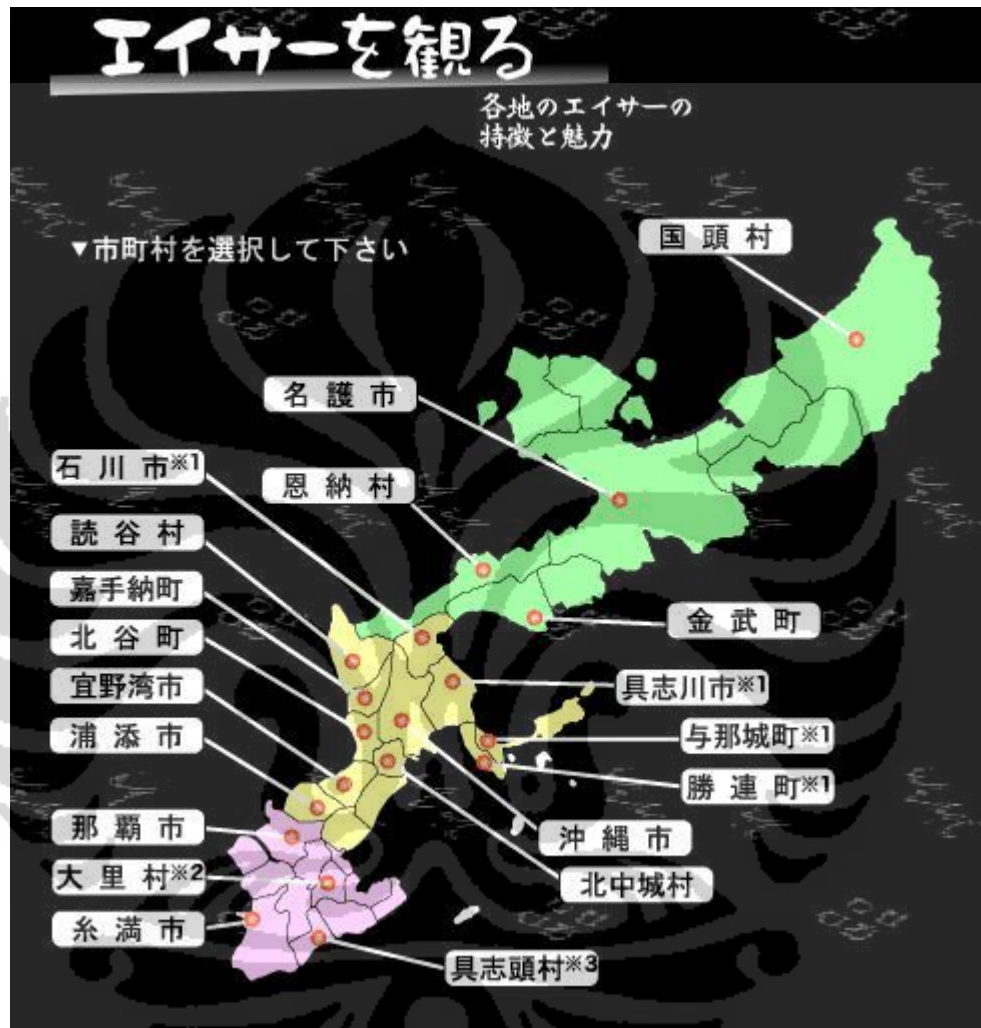 エイサーを観る
各地のエイサーの
特徴と魅力
▼市町村を選択して下さい
国頭村
名護市
石川市※1
恩納村
読谷村
嘉手納町
北谷町
金武町
宜野湾市
具志川市※1
浦添市
与那城町※1
勝連町※1
那覇市
沖縄市
大里村※2
北中城村
糸満市
具志頭村※3